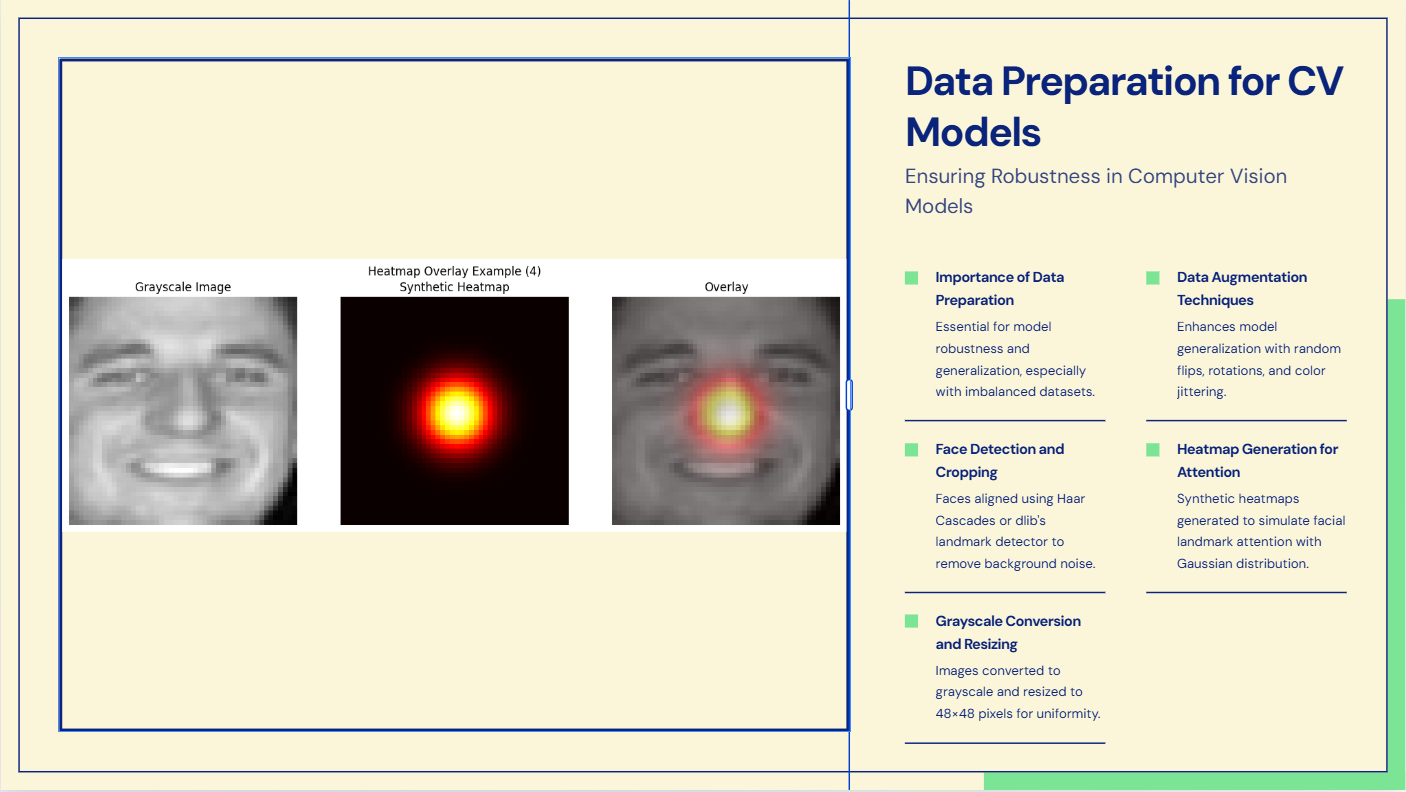 Data Preparation for CV
Models
Ensuring Robustness in Computer Vision
Models
Heatmap Overlay Example (4)
Grayscale Image
Synthetic Heatmap
Overlay
Importance of Data
Preparation
Essential for model
robustness and
generalization, especially
with imbalanced datasets.
Data Augmentation
Techniques
Enhances model
generalization with random
flips, rotations, and color
jittering.
Face Detection and
Cropping
Faces aligned using Haar
Cascades or dlib's
landmark detector to
remove background noise.
Heatmap Generation for
Attention
Synthetic heatmaps
generated to simulate facial
landmark attention with
Gaussian distribution.
Grayscale Conversion
and Resizing
Images converted to
grayscale and resized to
48×48 pixels for uniformity.